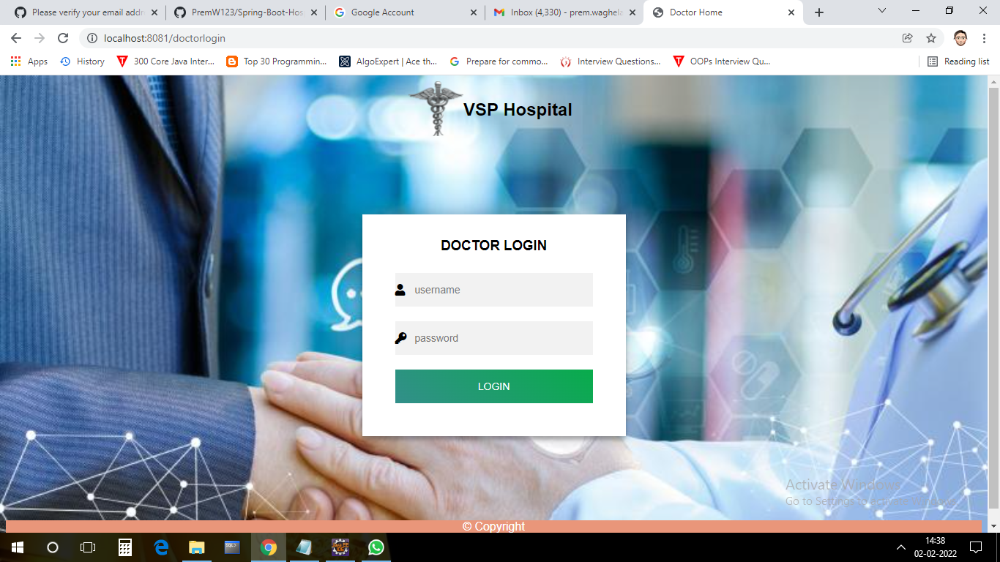 Please verify your email addr
PremW123/Spring-Boot-Hos
Google Account
Inbox (4,330) - prem.waghela
Doctor Home
localhost:8081/doctorlogin
Apps
History
300 Core Java Inter...
Top 30 Programmin...
AlgoExpert | Ace th...
Prepare for commo...
Interview Questions...
OOPs Interview Qu...
Reading list
VSP Hospital
DOCTOR LOGIN
username
password
LOGIN
Activate Windows
Go to Settings to activate Windows.
© Copyright
14:38
02-02-2022